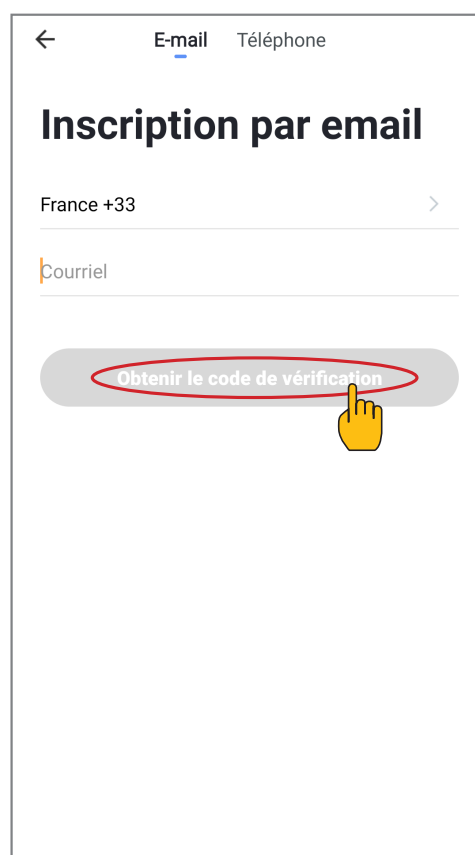 E-mail Téléphone
Inscription par email
France +33
Courriel
Obtenir le code de vérification